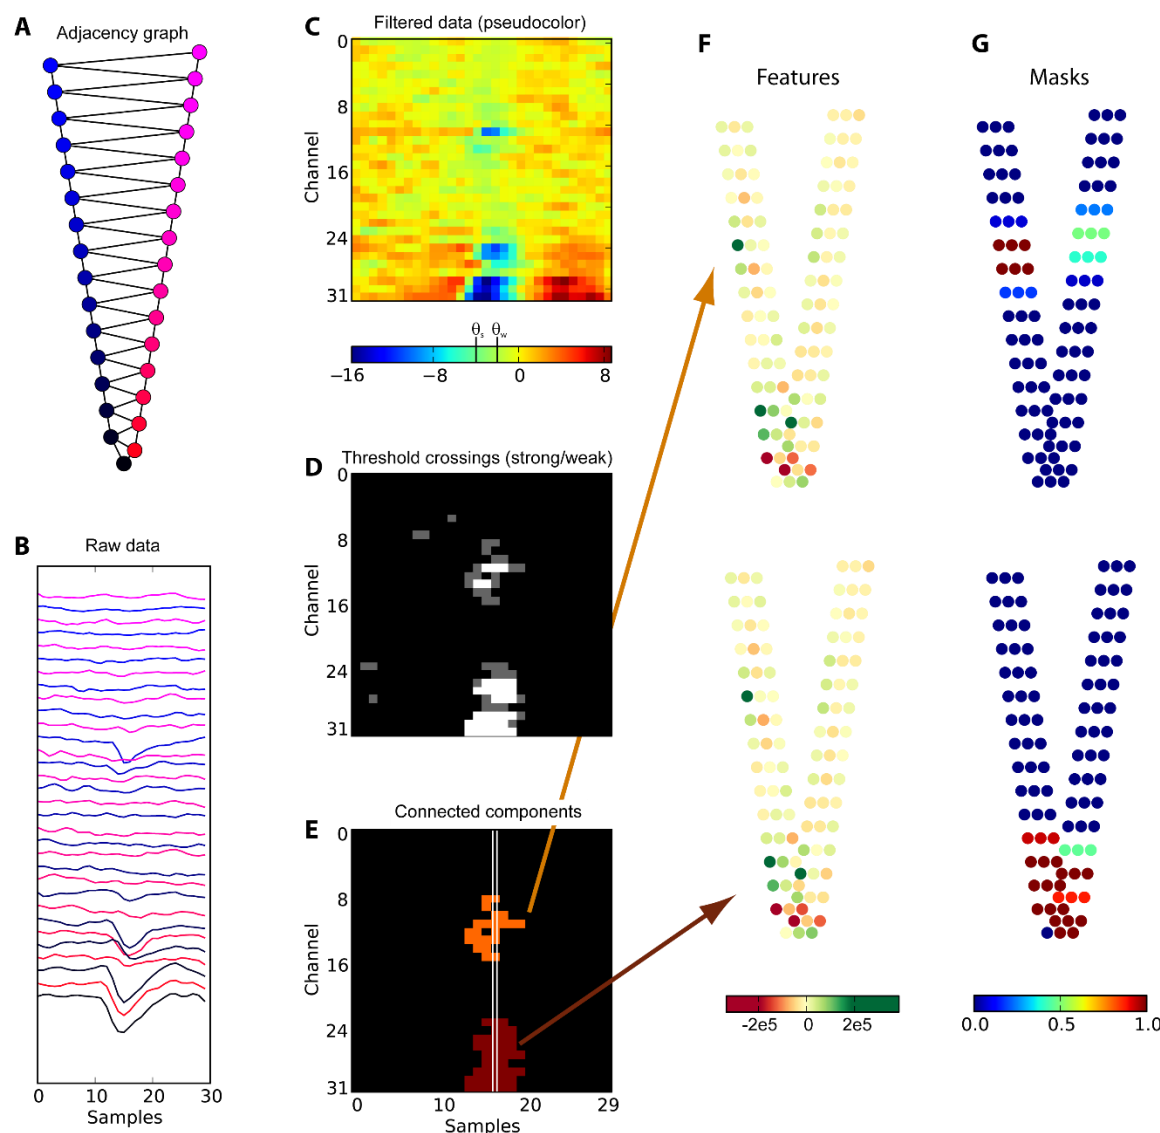 A
Adjacency graph
B
Raw data
0 10 20 30
Samples
C
Filtered data (pseudocolor)
0
8
16
24
31
Channel
θs θw
−16 −8 0 8
D
Threshold crossings (strong/weak)
0
8
16
24
31
Channel
E
Connected components
0
8
16
24
31
Channel
0 10 20 29
Samples
F
Features
-2e5 0 2e5
G
Masks
0.0 0.5 1.0